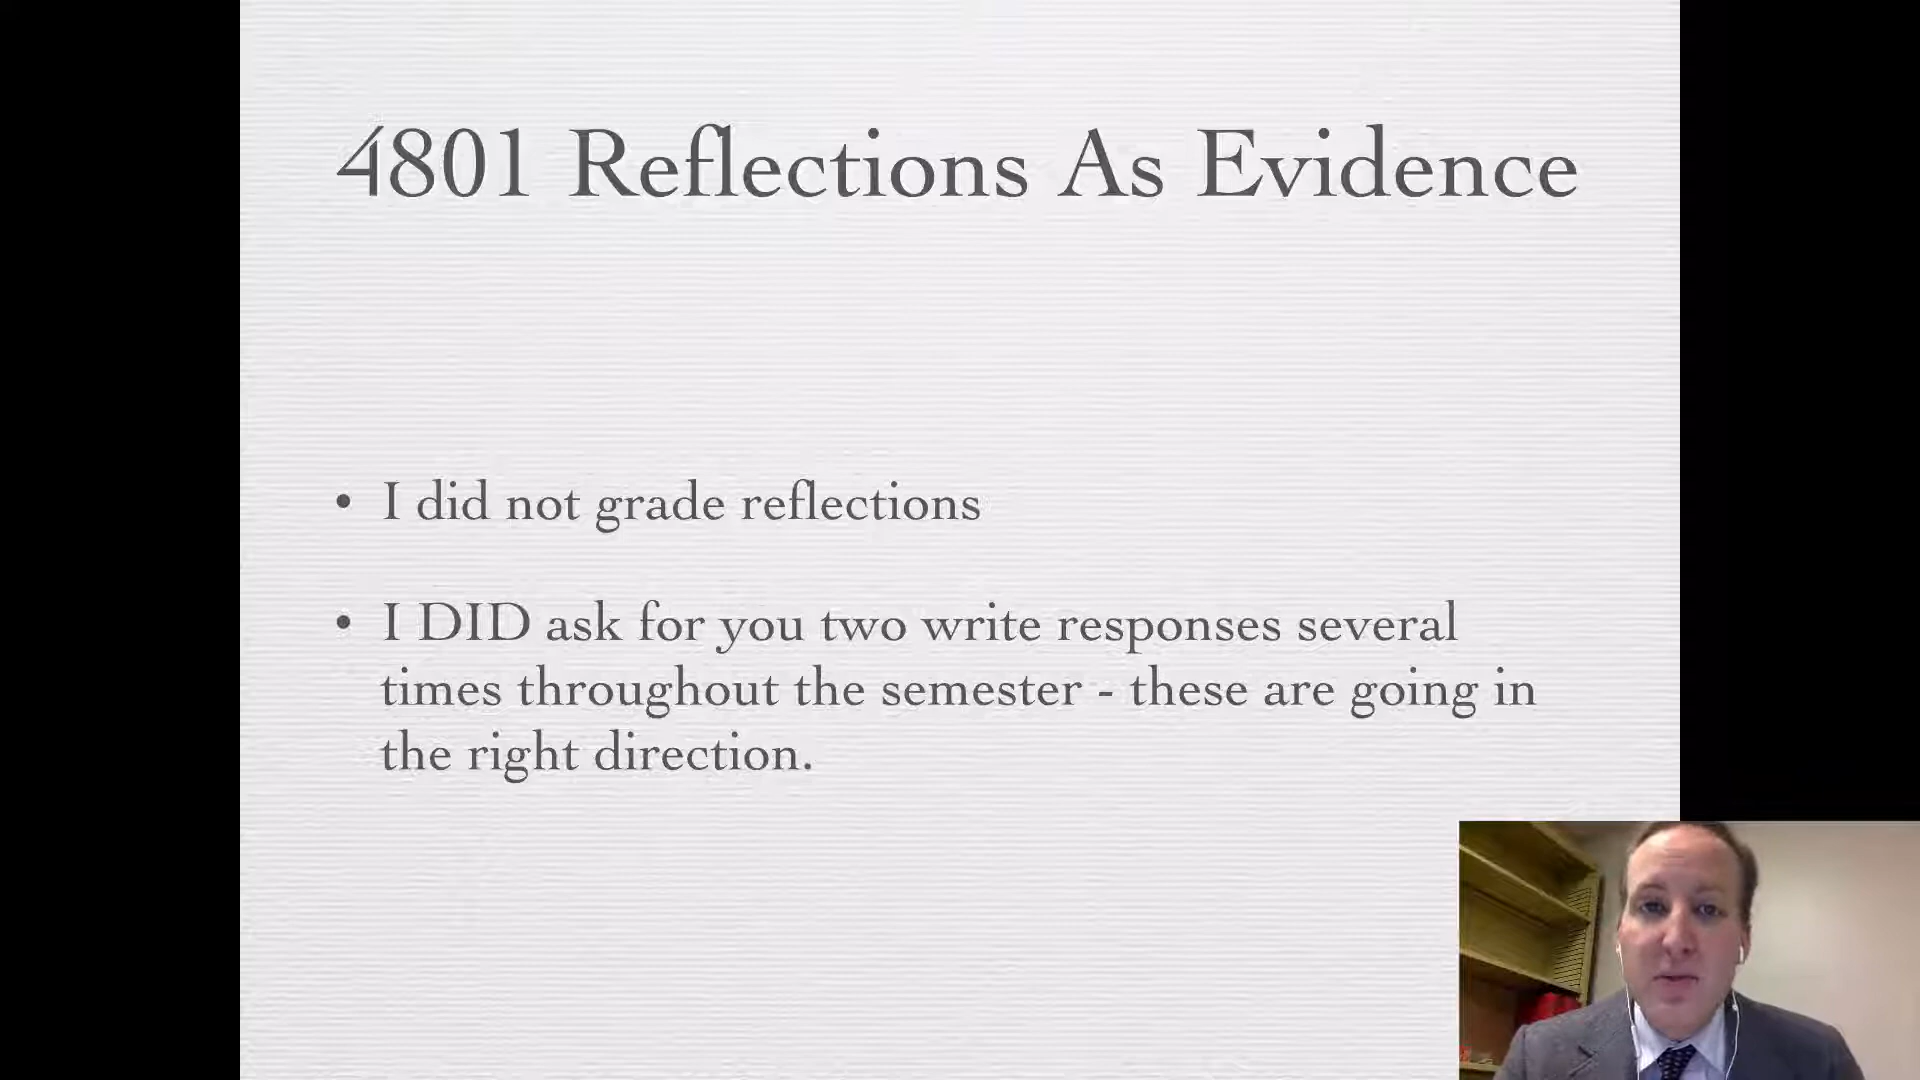 4801 Reflections As Evidence
• I did not grade reflections
• I DID ask for you two write responses several
times throughout the semester - these are going in
the right direction.